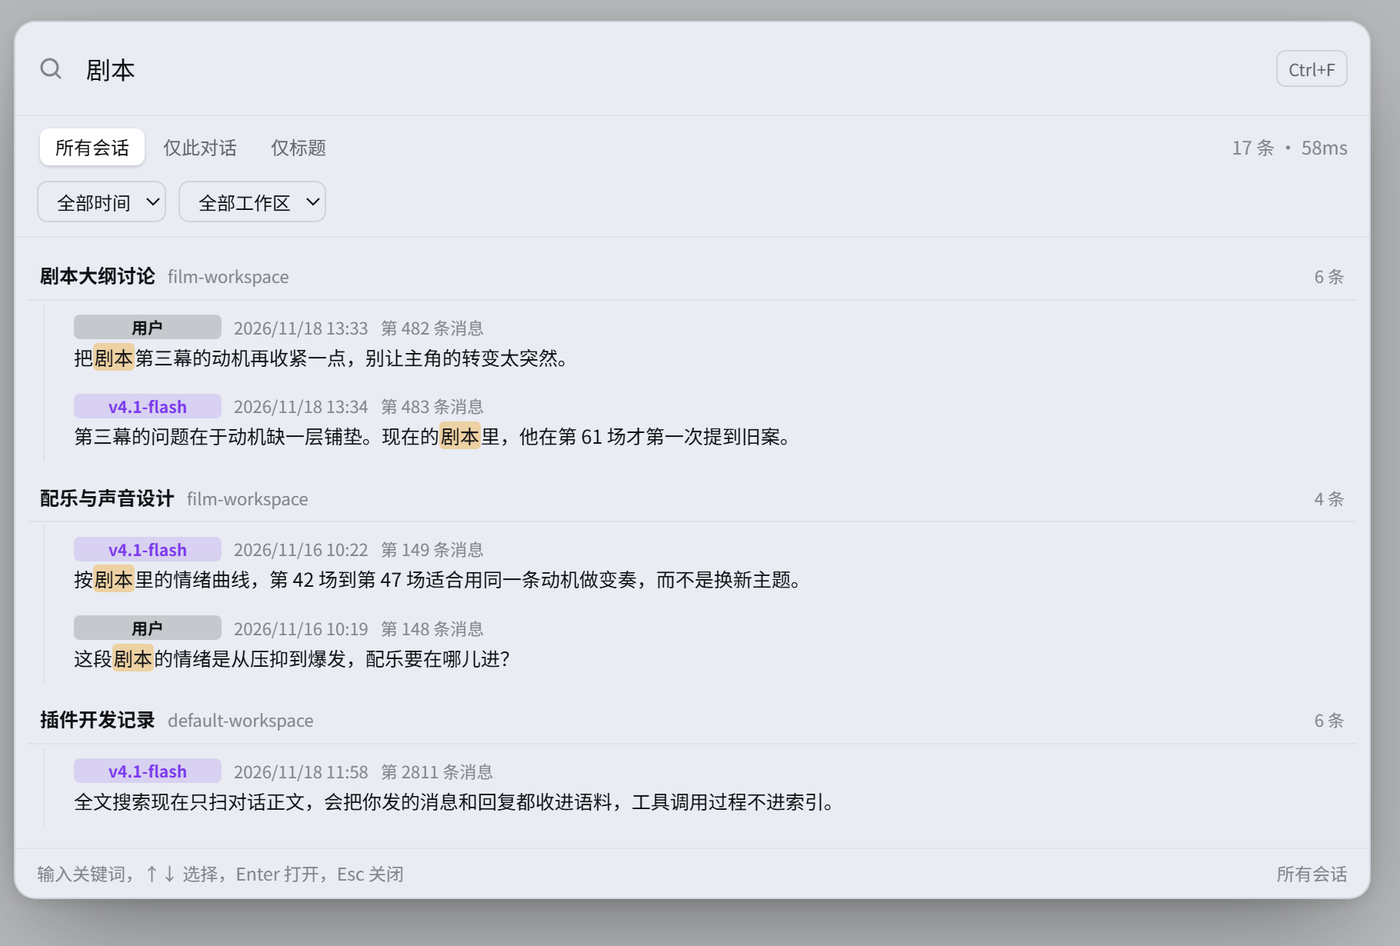 剧本 Ctrl+F
所有会话 仅此对话 仅标题 17 条 • 58ms
全部时间 全部工作区
剧本大纲讨论 film-workspace 6 条
用户 2026/11/18 13:33 第 482 条消息
把剧本第三幕的动机再收紧一点，别让主角的转变太突然。
v4.1-flash 2026/11/18 13:34 第 483 条消息
第三幕的问题在于动机缺一层铺垫。现在的剧本里，他在第 61 场才第一次提到旧案。
配乐与声音设计 film-workspace 4 条
v4.1-flash 2026/11/16 10:22 第 149 条消息
按剧本里的情绪曲线，第 42 场到第 47 场适合用同一条动机做变奏，而不是换新主题。
用户 2026/11/16 10:19 第 148 条消息
这段剧本的情绪是从压抑到爆发，配乐要在哪儿进？
插件开发记录 default-workspace 6 条
v4.1-flash 2026/11/18 11:58 第 2811 条消息
全文搜索现在只扫对话正文，会把你发的消息和回复都收进语料，工具调用过程不进索引。
输入关键词，↑↓ 选择，Enter 打开，Esc 关闭 所有会话